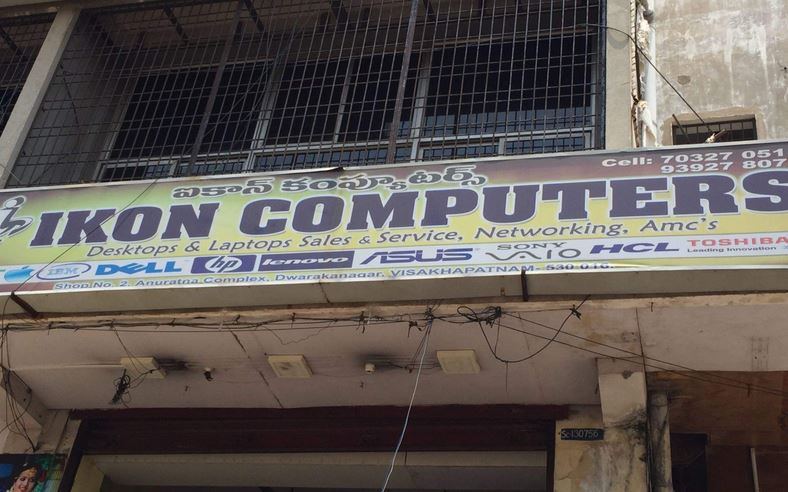 Cell: 70327 051
93927 807
ఐకాన్ కంప్యూటర్స్
IKON COMPUTERS
Desktops & Laptops Sales & Service, Networking, Amc's
IBM DELL hp lenovo ASUS SONY VAIO HCL TOSHIBA
Leading Innovation
Shop No. 2, Anuratna Complex, Dwarakanagar, VISAKHAPATNAM- 530 016.
Sc-130756